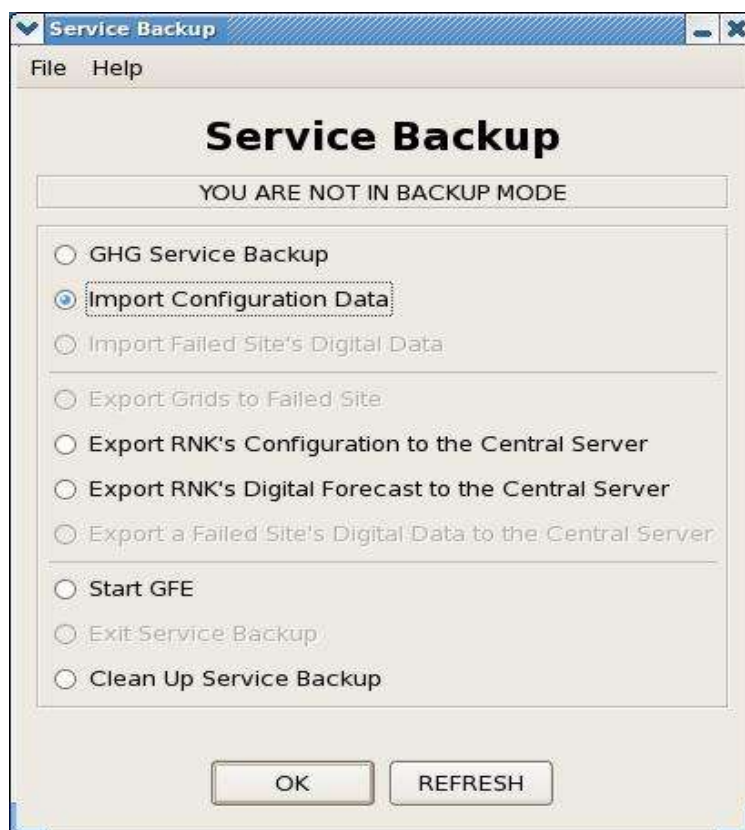 Service Backup
File Help
Service Backup
YOU ARE NOT IN BACKUP MODE
GHG Service Backup
Import Configuration Data
Import Failed Site's Digital Data
Export Grids to Failed Site
Export RNK's Configuration to the Central Server
Export RNK's Digital Forecast to the Central Server
Export a Failed Site's Digital Data to the Central Server
Start GFE
Exit Service Backup
Clean Up Service Backup
OK REFRESH